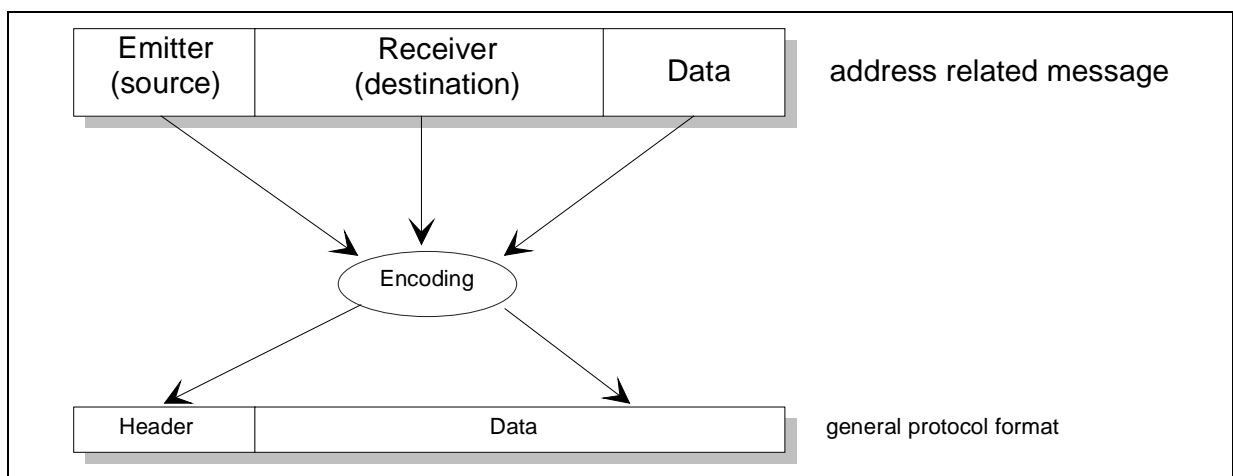 Emitter
(source)
Receiver
(destination)
Data
address related message
Encoding
Header
Data
general protocol format